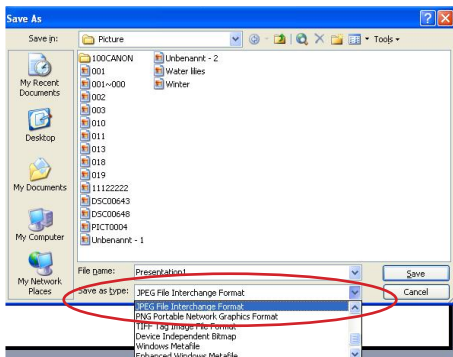 Save As
Save in: Picture Tools
My Recent Documents
Desktop
My Documents
My Computer
My Network Places
100CANON
001
001~000
002
003
010
011
013
018
019
11122222
DSC00643
DSC00648
PICT0004
Unbenannt - 1
Unbenannt - 2
Water lilies
Winter
File name: Presentation1 Save
Save as type: JPEG File Interchange Format Cancel
JPEG File Interchange Format
PNG Portable Network Graphics Format
TIFF Tag Image File Format
Device Independent Bitmap
Windows Metafile
Enhanced Windows Metafile